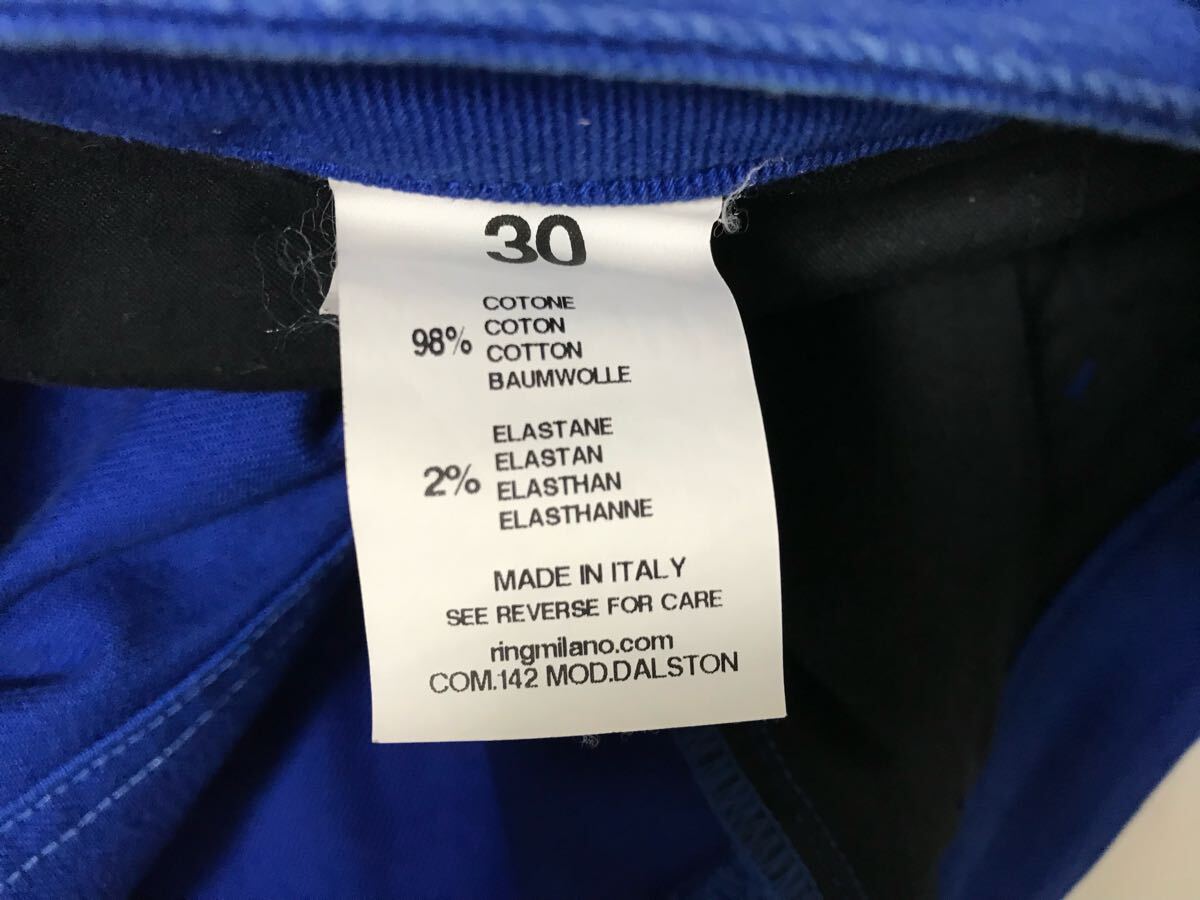 30
COTONE
98% COTON
COTTON
BAUMWOLLE
ELASTANE
ELASTAN
2% ELASTHAN
ELASTHANNE
MADE IN ITALY
SEE REVERSE FOR CARE
ringmilano.com
COM.142 MOD.DALSTON